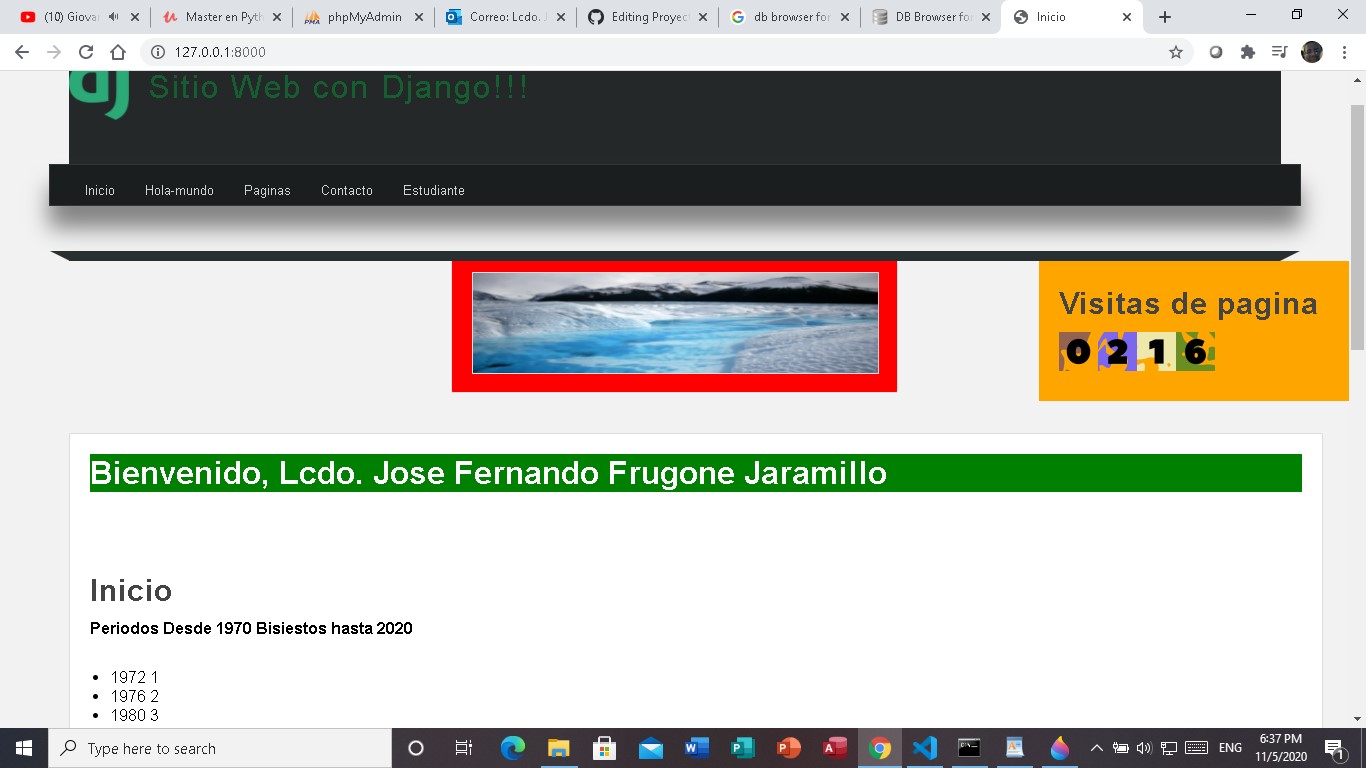 (10) Giova
Master en Pyth
phpMyAdmin
Correo: Lcdo. J
Editing Proyec
db browser for
DB Browser for
Inicio
127.0.0.1:8000
dj
Sitio Web con Django!!!
Inicio Hola-mundo Paginas Contacto Estudiante
Visitas de pagina
0216
Bienvenido, Lcdo. Jose Fernando Frugone Jaramillo
Inicio
Periodos Desde 1970 Bisiestos hasta 2020
1972 1
1976 2
1980 3
Type here to search
ENG
6:37 PM
11/5/2020
1